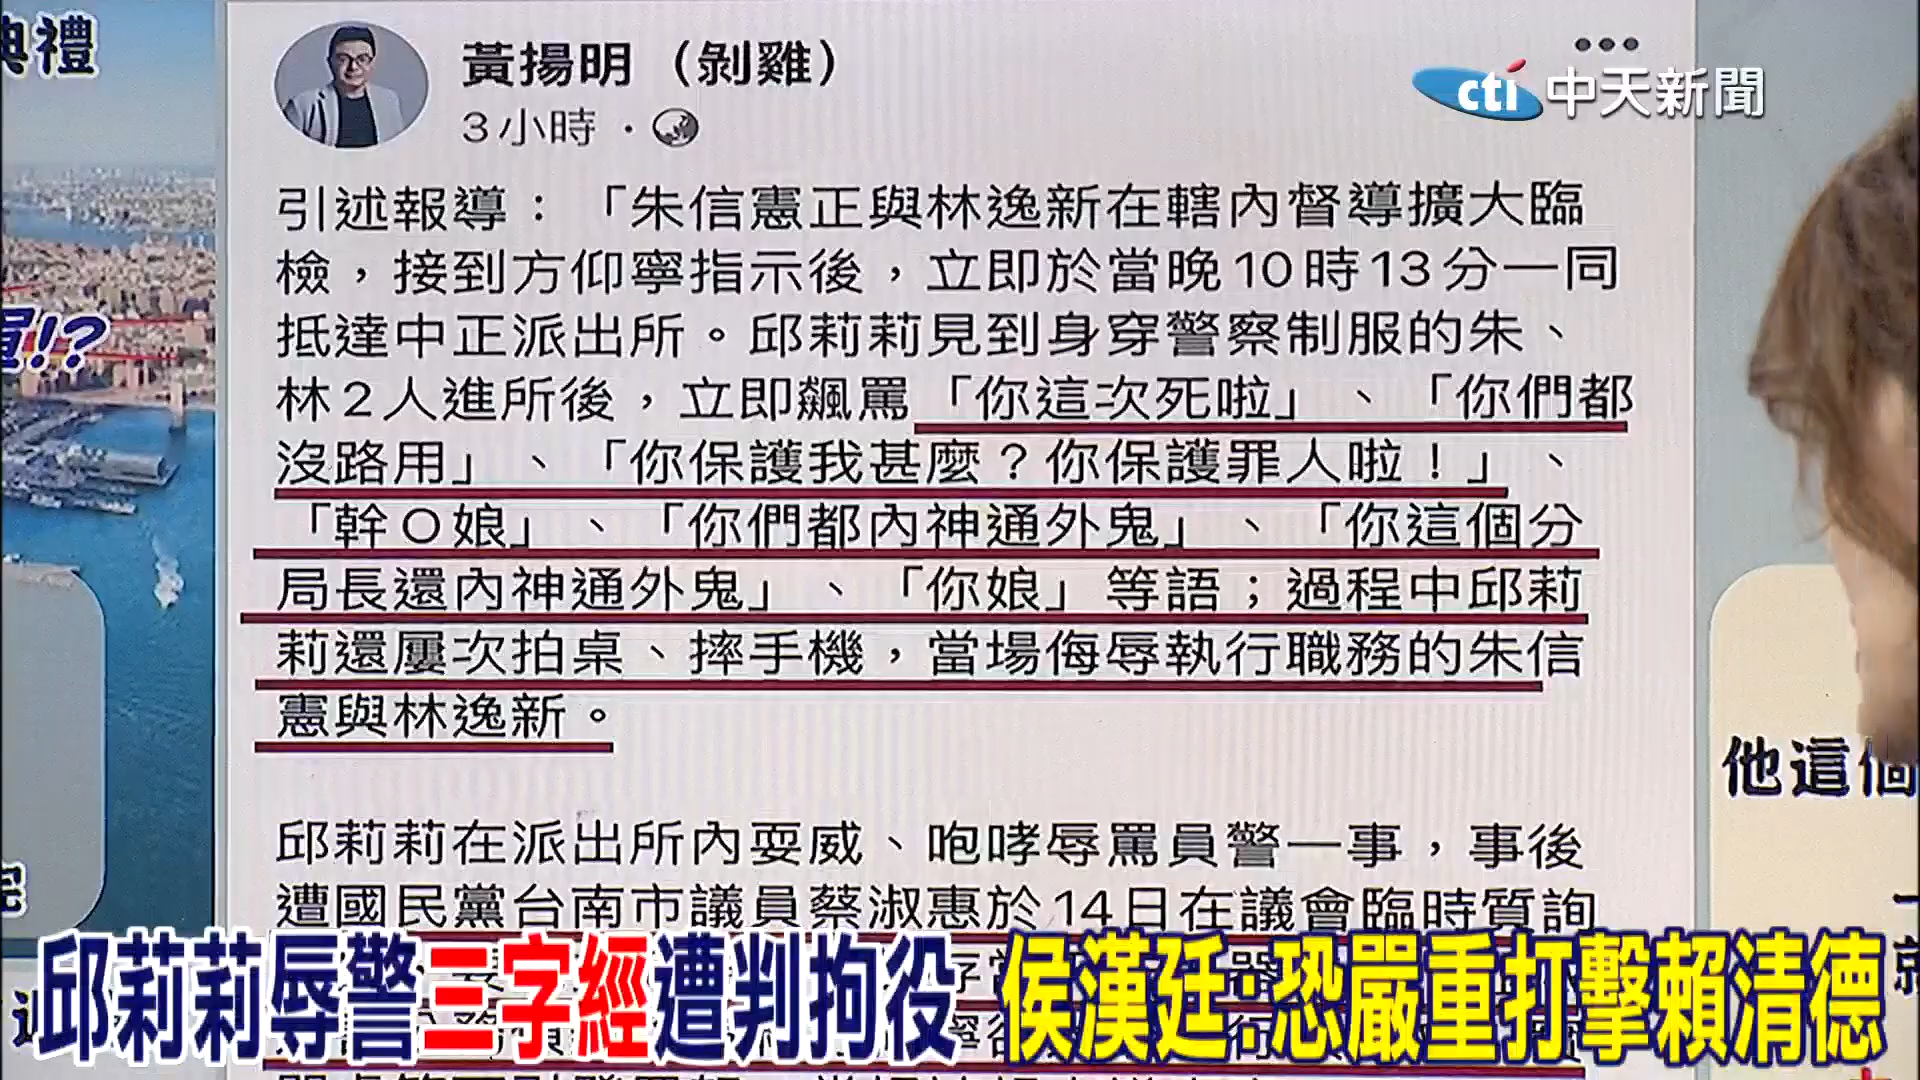 典禮
!?
黃揚明（剝雞）
3小時
cti 中天新聞
引述報導：「朱信憲正與林逸新在轄內督導擴大臨
檢，接到方仰寧指示後，立即於當晚10時13分一同
抵達中正派出所。邱莉莉見到身穿警察制服的朱、
林2人進所後，立即飆罵「你這次死啦」、「你們都
沒路用」、「你保護我甚麼？你保護罪人啦！」、
「幹O娘」、「你們都內神通外鬼」、「你這個分
局長還內神通外鬼」、「你娘」等語；過程中邱莉
莉還屢次拍桌、摔手機，當場侮辱執行職務的朱信
憲與林逸新。
邱莉莉在派出所內耍威、咆哮辱罵員警一事，事後
遭國民黨台南市議員蔡淑惠於14日在議會臨時質詢
他這個
邱莉莉辱警三字經遭判拘役 侯漢廷:恐嚴重打擊賴清德